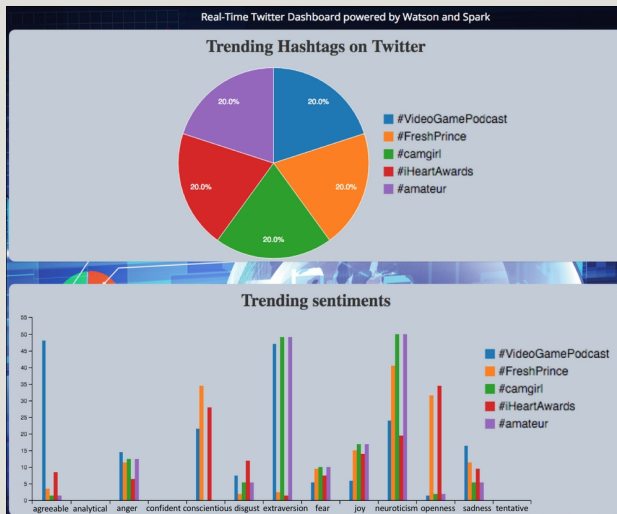 Real-Time Twitter Dashboard powered by Watson and Spark
Trending Hashtags on Twitter
20.0%
20.0%
20.0%
20.0%
20.0%
#VideoGamePodcast
#FreshPrince
#camgirl
#iHeartAwards
#amateur
Trending sentiments
55
50
45
40
35
30
25
20
15
10
5
0
agreeable analytical anger confident conscientious disgust extraversion fear joy neuroticism openness sadness tentative
#VideoGamePodcast
#FreshPrince
#camgirl
#iHeartAwards
#amateur